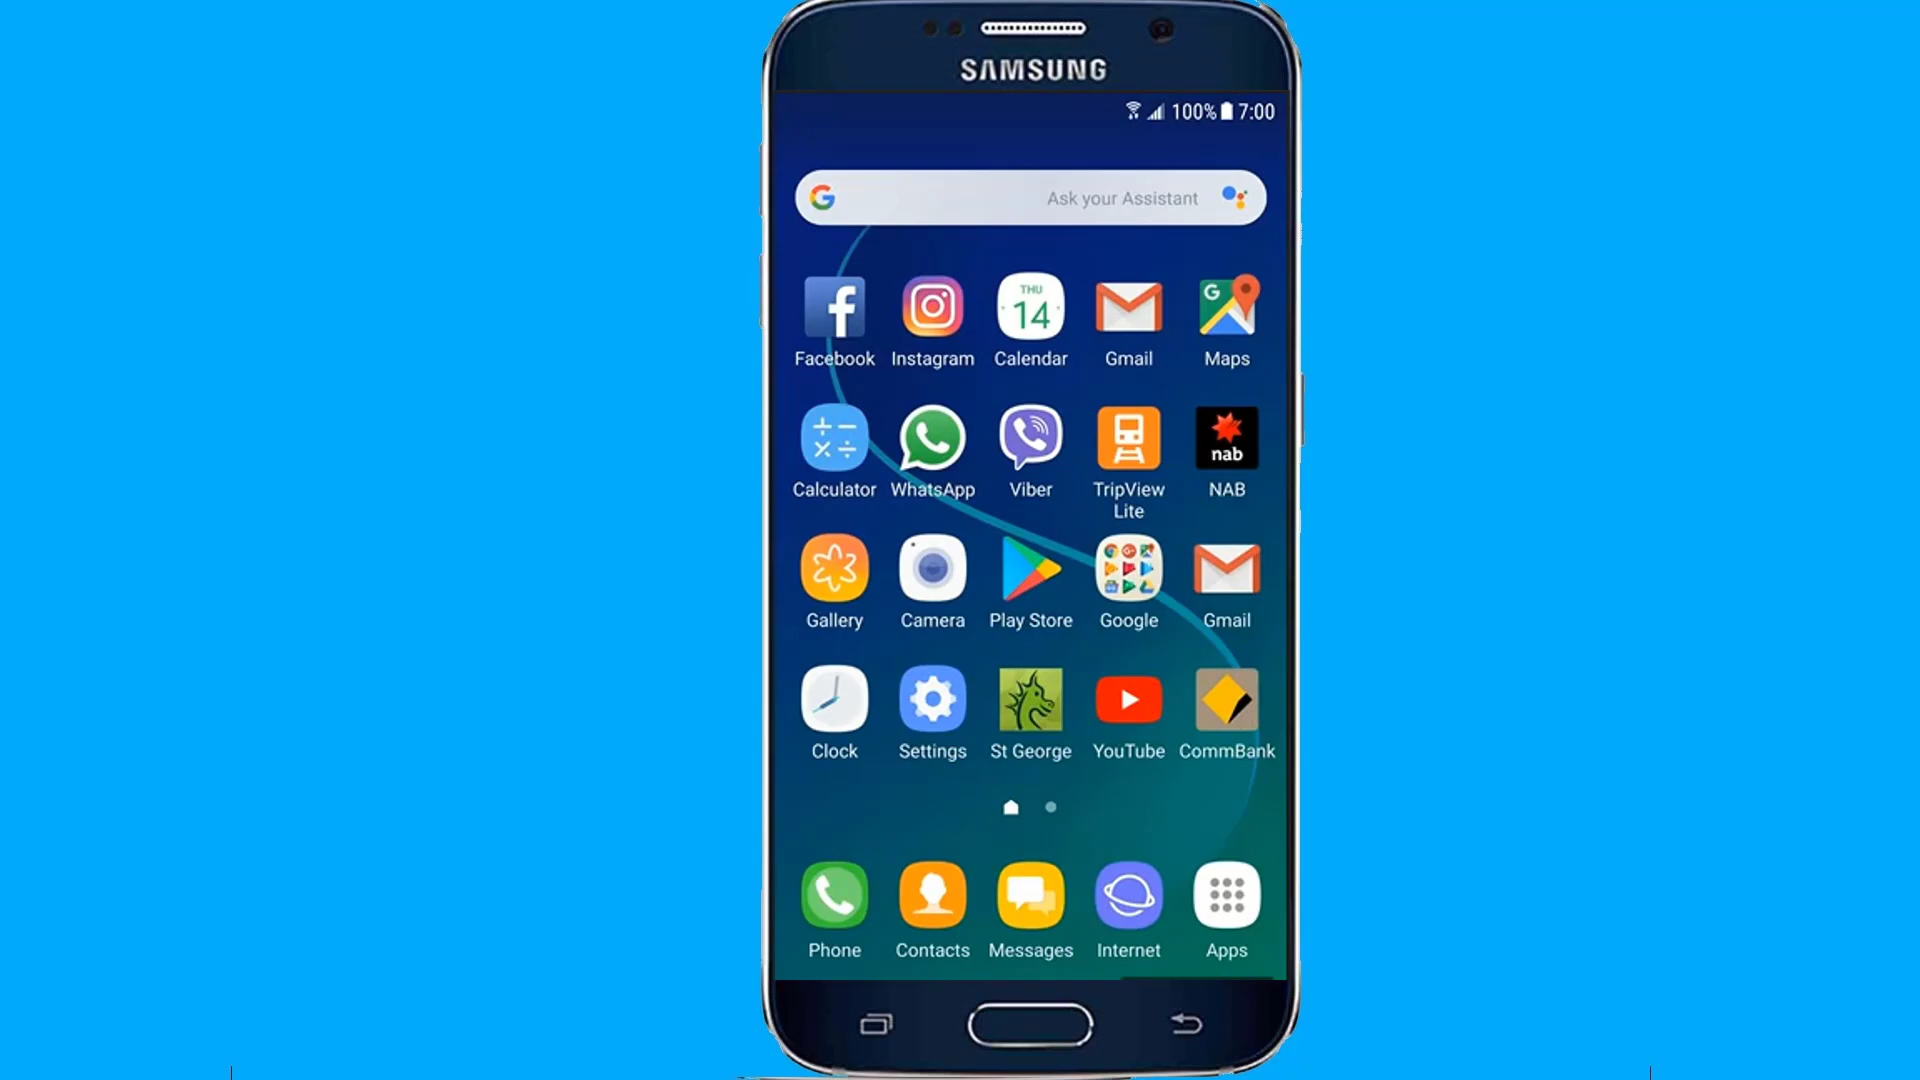 SAMSUNG
100% 7:00
G Ask your Assistant
THU
14
G
Facebook Instagram Calendar Gmail Maps
nab
Calculator WhatsApp Viber TripView Lite NAB
Gallery Camera Play Store Google Gmail
Clock Settings St George YouTube CommBank
Phone Contacts Messages Internet Apps